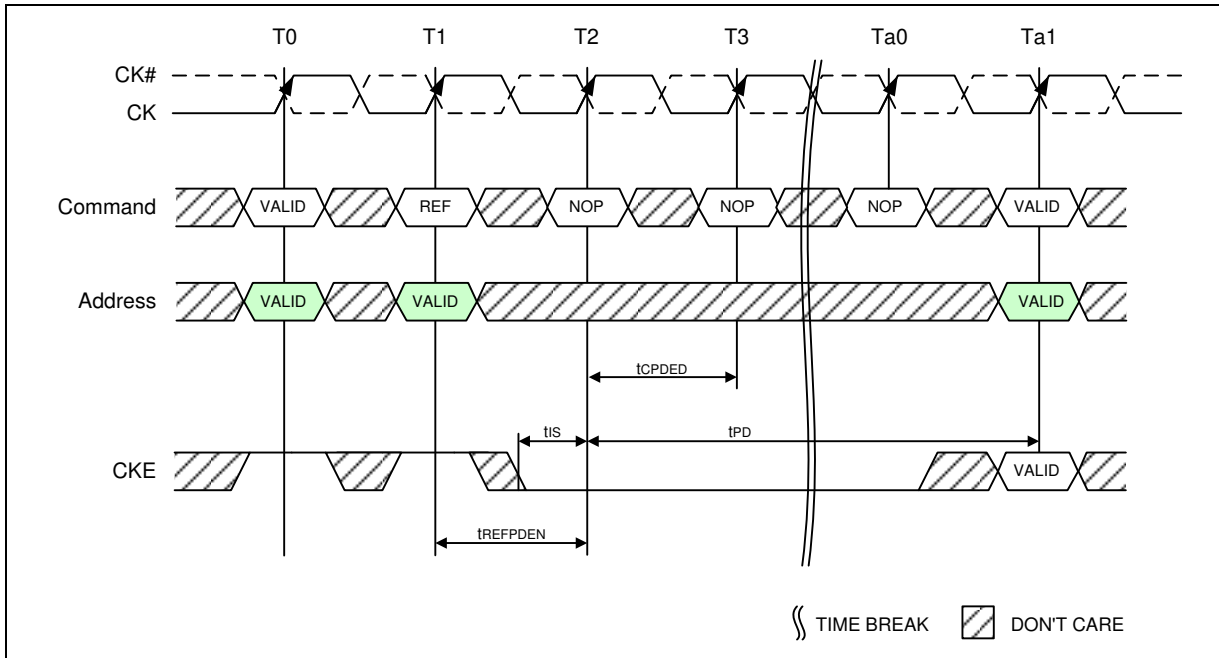 T0 T1 T2 T3 Ta0 Ta1
CK#
CK
Command VALID REF NOP NOP NOP VALID
Address VALID VALID VALID
tCPDED
tIS tPD
CKE VALID
tREFPDEN
TIME BREAK DON'T CARE